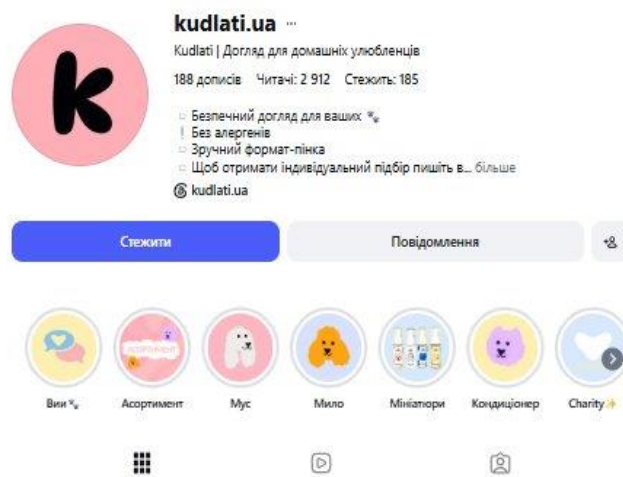 kudlati.ua ...
Kudlati | Догляд для домашніх улюбленців
188 дописів Читачі: 2 912 Стежить: 185
Безпечний догляд для ваших 🐾
Без алергенів
Зручний формат-пінка
Щоб отримати індивідуальний підбір пишіть в... більше
kudlati.ua
k
Стежити
Повідомлення
АСОРТИМЕНТ
Ви🐾 Асортимент Мус Мило Мініатюри Кондиціонер Charity✨